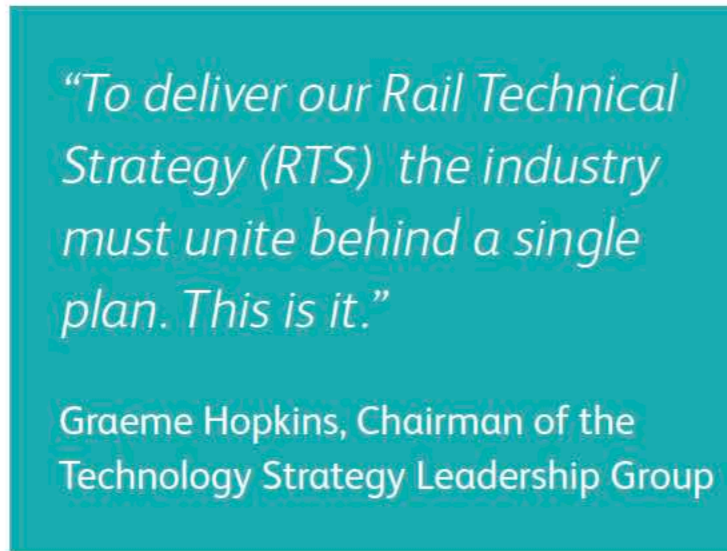 “To deliver our Rail Technical
Strategy (RTS)  the industry
must unite behind a single
plan. This is it.”
Graeme Hopkins, Chairman of the
Technology Strategy Leadership Group